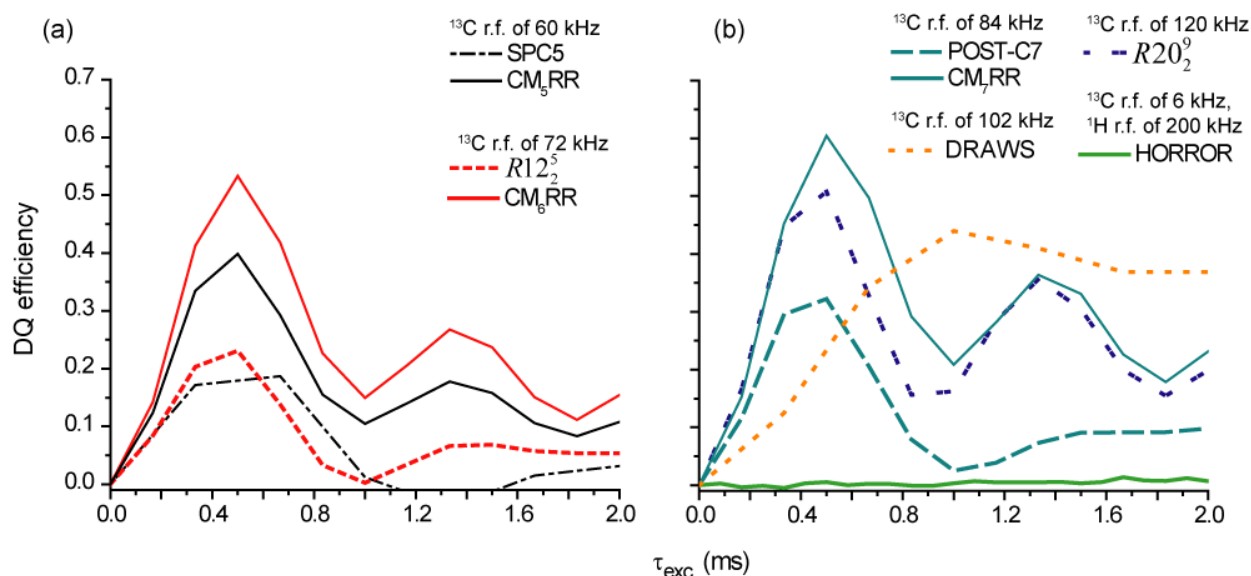 (a)
¹³C r.f. of 60 kHz
SPC5
CM₅RR
¹³C r.f. of 72 kHz
R12₂⁵
CM₆RR
DQ efficiency
0.7
0.6
0.5
0.4
0.3
0.2
0.1
0.0
0.0 0.4 0.8 1.2 1.6 2.0
(b)
¹³C r.f. of 84 kHz
POST-C7
CM₇RR
¹³C r.f. of 120 kHz
R20₂⁹
¹³C r.f. of 102 kHz
DRAWS
¹³C r.f. of 6 kHz,
¹H r.f. of 200 kHz
HORROR
0.0 0.4 0.8 1.2 1.6 2.0
τexc (ms)